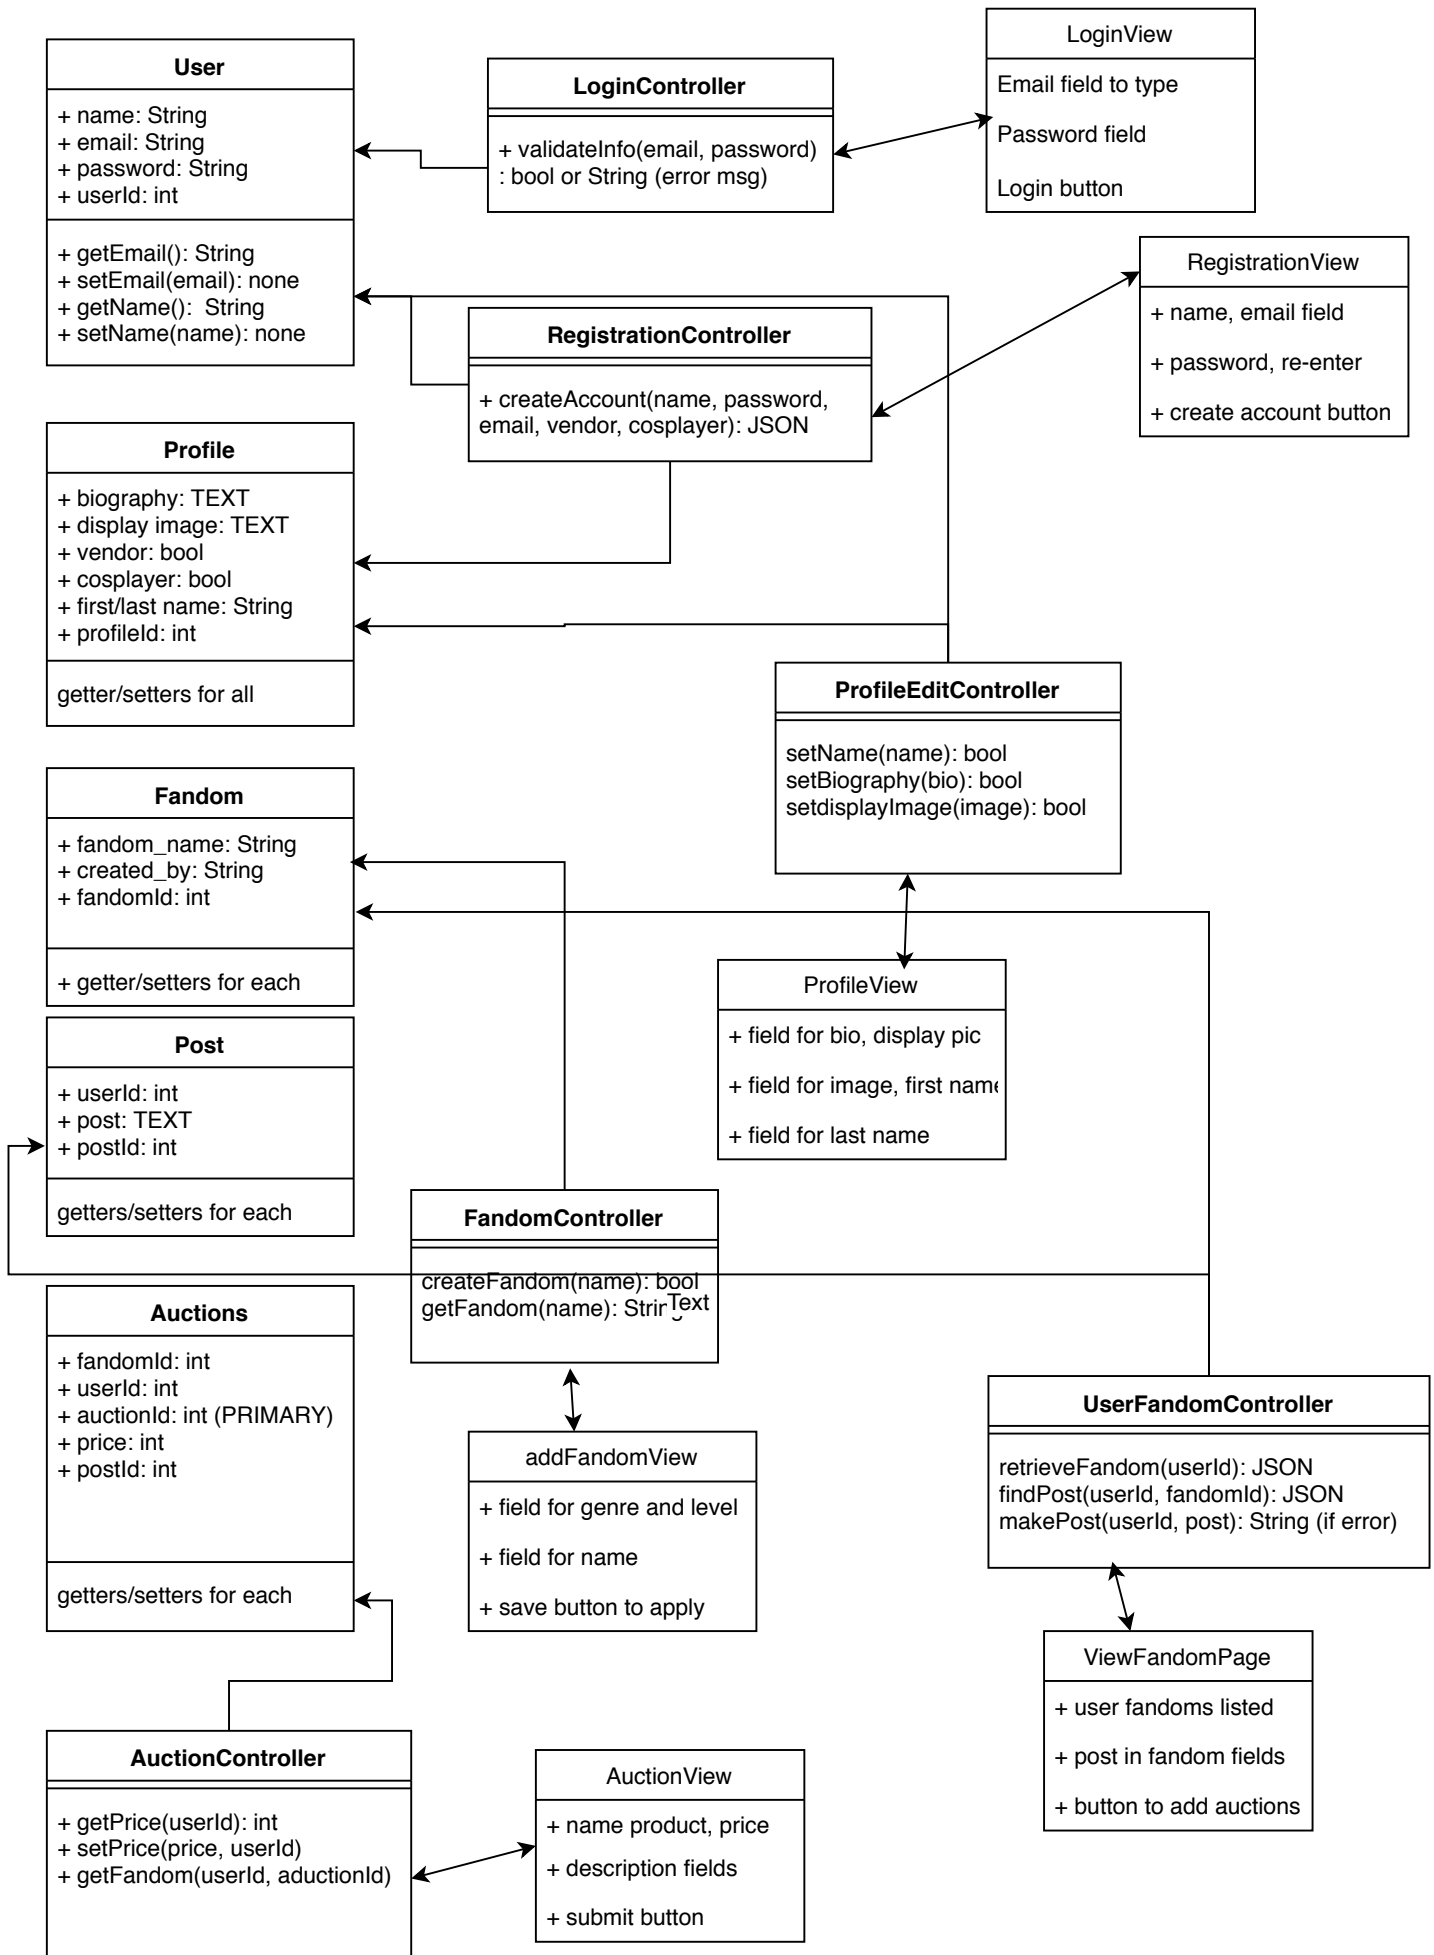 User
+ name: String
+ email: String
+ password: String
+ userId: int
+ getEmail(): String
+ setEmail(email): none
+ getName():  String
+ setName(name): none
LoginController
+ validateInfo(email, password)
: bool or String (error msg)
LoginView
Email field to type
Password field
Login button
RegistrationView
+ name, email field
+ password, re-enter
+ create account button
RegistrationController
+ createAccount(name, password,
email, vendor, cosplayer): JSON
Profile
+ biography: TEXT
+ display image: TEXT
+ vendor: bool
+ cosplayer: bool
+ first/last name: String
+ profileId: int
getter/setters for all
ProfileEditController
setName(name): bool
setBiography(bio): bool
setdisplayImage(image): bool
Fandom
+ fandom_name: String
+ created_by: String
+ fandomId: int
+ getter/setters for each
ProfileView
+ field for bio, display pic
+ field for image, first name
+ field for last name
Post
+ userId: int
+ post: TEXT
+ postId: int
getters/setters for each
FandomController
createFandom(name): bool
getFandom(name): String
Text
Auctions
+ fandomId: int
+ userId: int
+ auctionId: int (PRIMARY)
+ price: int
+ postId: int
getters/setters for each
addFandomView
+ field for genre and level
+ field for name
+ save button to apply
UserFandomController
retrieveFandom(userId): JSON
findPost(userId, fandomId): JSON
makePost(userId, post): String (if error)
ViewFandomPage
+ user fandoms listed
+ post in fandom fields
+ button to add auctions
AuctionController
+ getPrice(userId): int
+ setPrice(price, userId)
+ getFandom(userId, aductionId)
AuctionView
+ name product, price
+ description fields
+ submit button